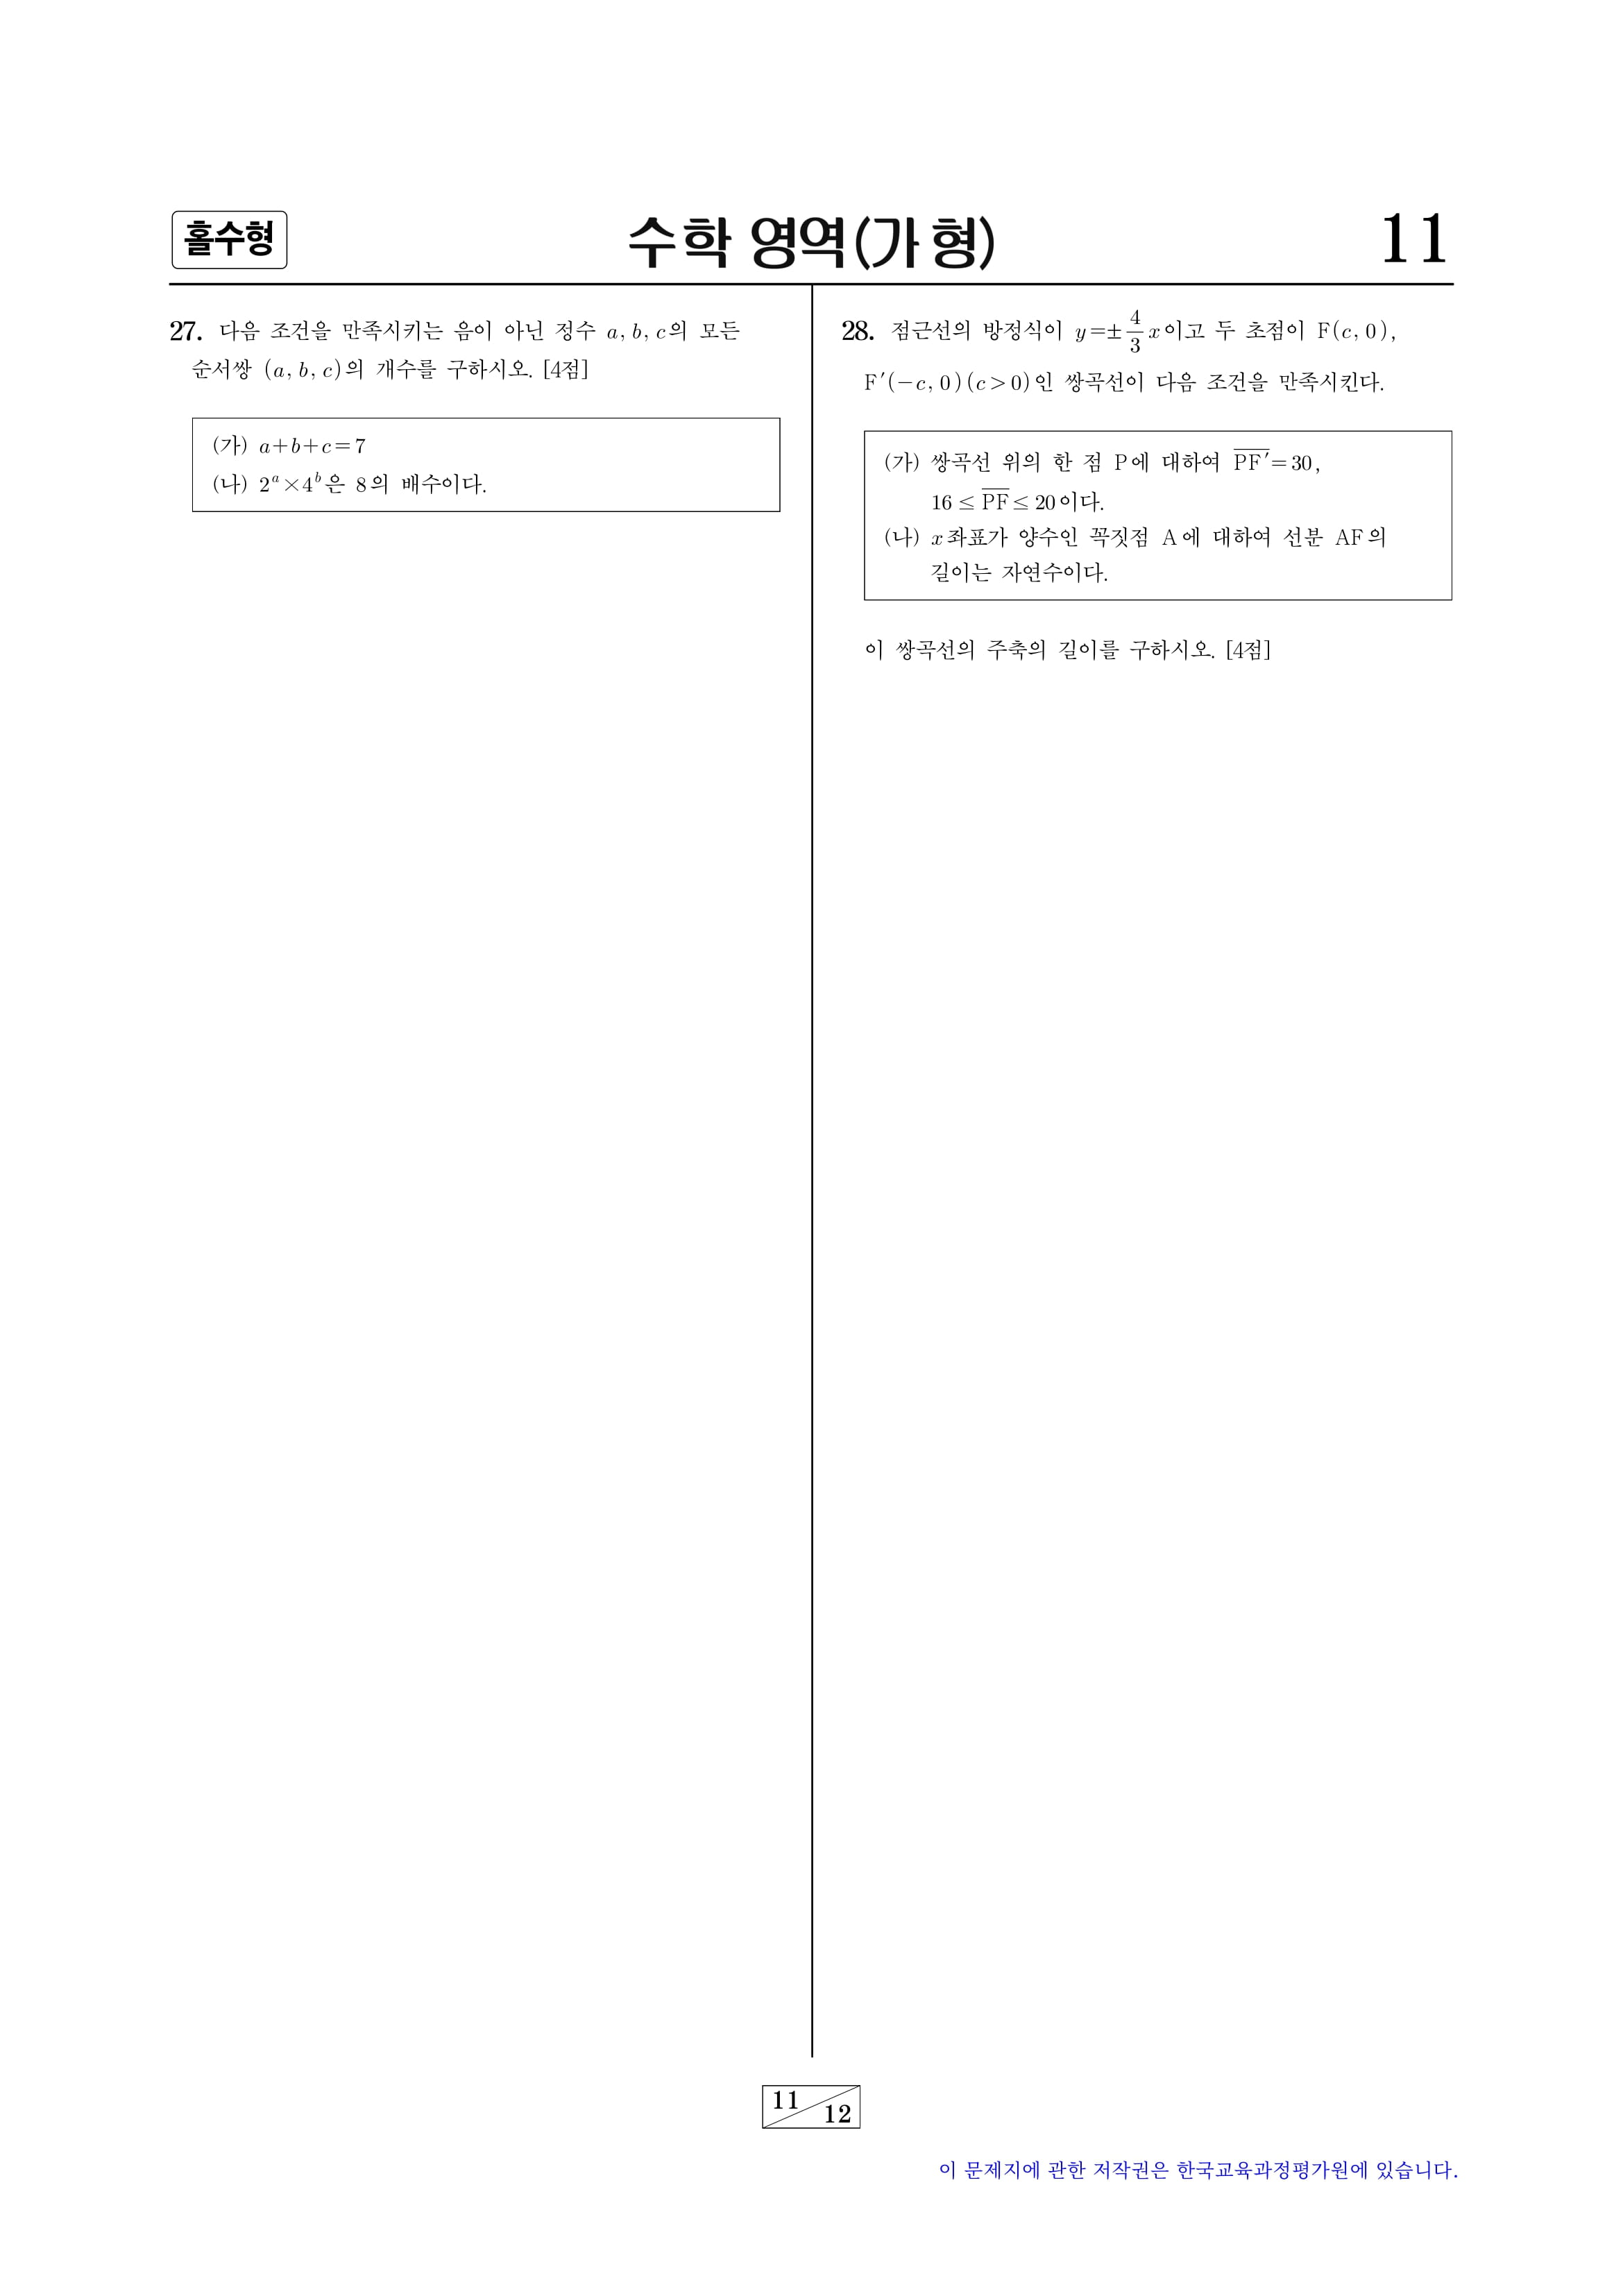 홀수형
수학 영역(가형)
11
27. 다음 조건을 만족시키는 음이 아닌 정수 a, b, c의 모든
순서쌍 (a, b, c)의 개수를 구하시오. [4점]
(가) a+b+c=7
(나) 2^a×4^b은 8의 배수이다.
28. 점근선의 방정식이 y=±4/3 x이고 두 초점이 F(c, 0),
F′(−c, 0)(c>0)인 쌍곡선이 다음 조건을 만족시킨다.
(가) 쌍곡선 위의 한 점 P에 대하여 PF′=30,
16≤PF≤20이다.
(나) x좌표가 양수인 꼭짓점 A에 대하여 선분 AF의
길이는 자연수이다.
이 쌍곡선의 주축의 길이를 구하시오. [4점]
11
12
이 문제지에 관한 저작권은 한국교육과정평가원에 있습니다.